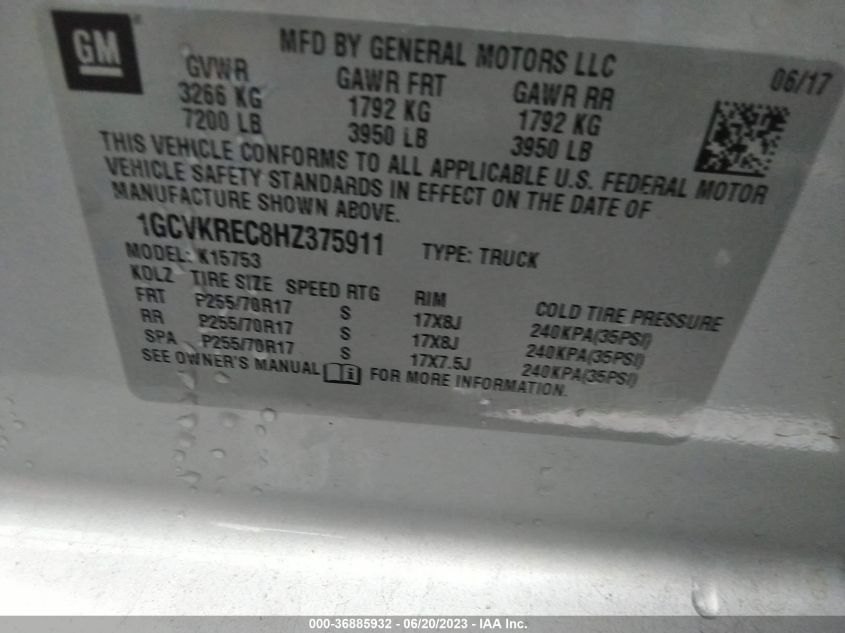 GM
MFD BY GENERAL MOTORS LLC
06/17
GVWR GAWR FRT GAWR RR
3266 KG 1792 KG 1792 KG
7200 LB 3950 LB 3950 LB
THIS VEHICLE CONFORMS TO ALL APPLICABLE U.S. FEDERAL MOTOR
VEHICLE SAFETY STANDARDS IN EFFECT ON THE DATE OF
MANUFACTURE SHOWN ABOVE.
1GCVKREC8HZ375911 TYPE: TRUCK
MODEL: K15753
KDLZ TIRE SIZE SPEED RTG RIM COLD TIRE PRESSURE
FRT P255/70R17 S 17X8J 240KPA(35PSI)
RR P255/70R17 S 17X8J 240KPA(35PSI)
SPA P255/70R17 S 17X7.5J 240KPA(35PSI)
SEE OWNER'S MANUAL FOR MORE INFORMATION.
000-36885932 - 06/20/2023 - IAA Inc.